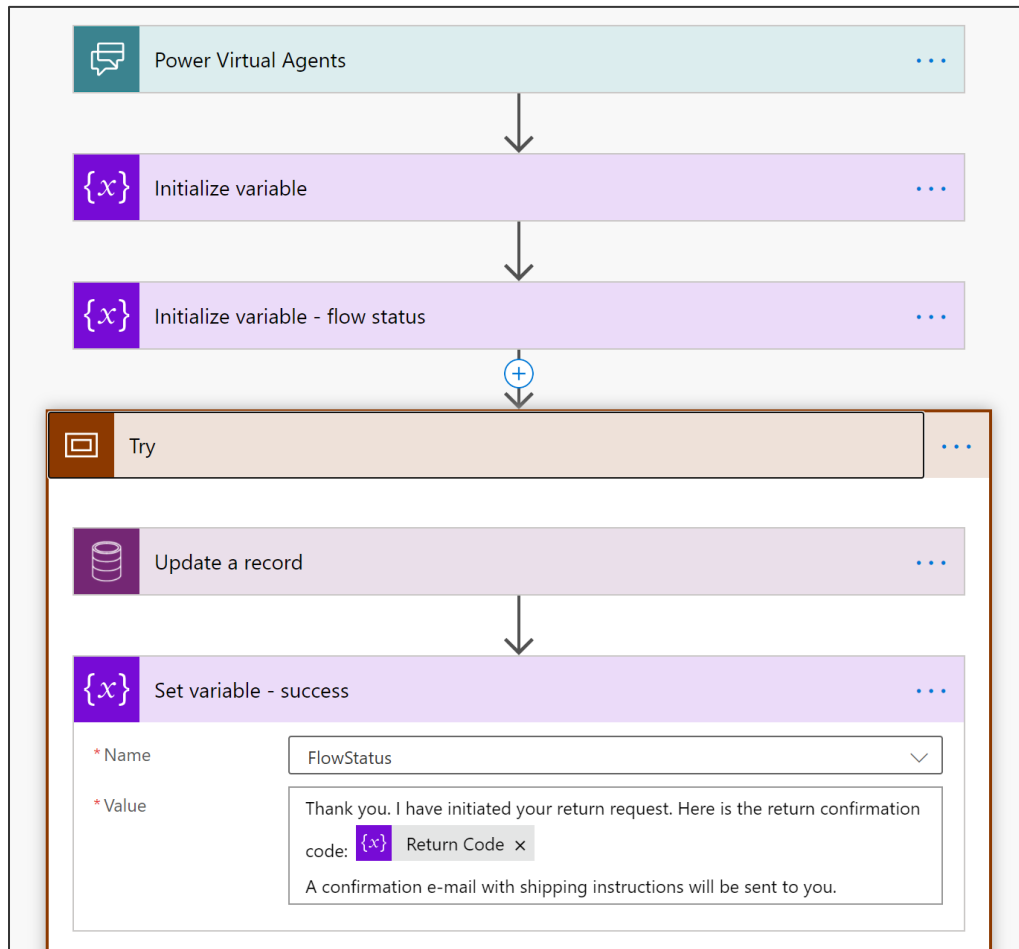 Power Virtual Agents
{x} Initialize variable
{x} Initialize variable - flow status
Try
Update a record
{x} Set variable - success
* Name
FlowStatus
* Value
Thank you. I have initiated your return request. Here is the return confirmation
code: {x} Return Code ×
A confirmation e-mail with shipping instructions will be sent to you.